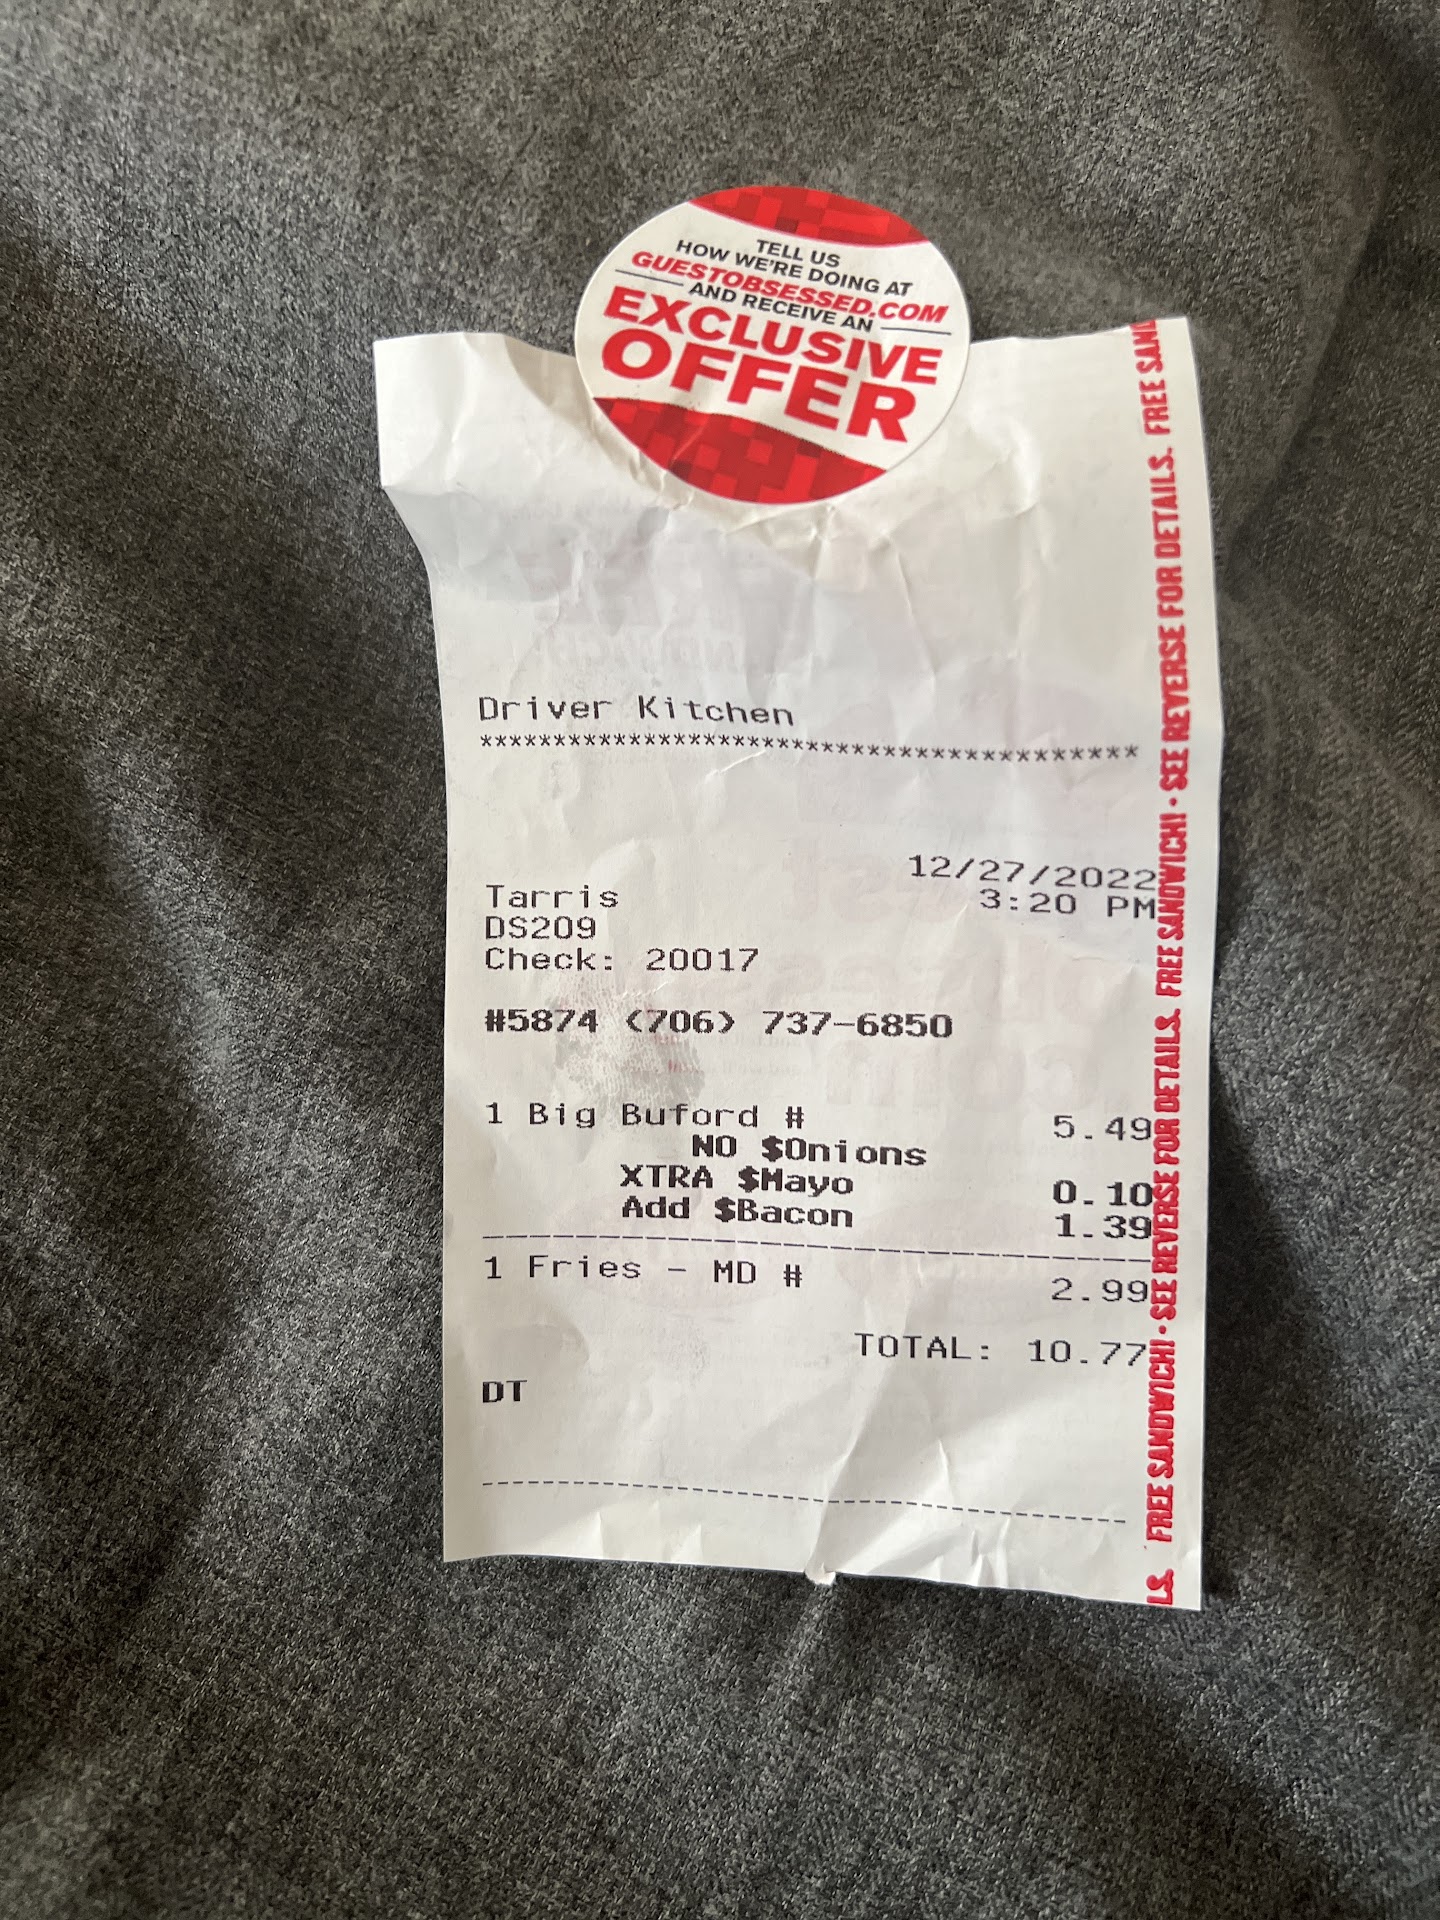 TELL US
HOW WE'RE DOING AT
GUESTOBSESSED.COM
AND RECEIVE AN
EXCLUSIVE
OFFER
Driver Kitchen
*********************************************
12/27/2022
Tarris 3:20 PM
DS209
Check: 20017
#5874 (706) 737-6850
1 Big Buford # 5.49
NO $Onions
XTRA $Mayo 0.10
Add $Bacon 1.39
1 Fries - MD # 2.99
TOTAL: 10.77
DT
LS. FREE SANDWICH! • SEE REVERSE FOR DETAILS. FREE SANDWICH! • SEE REVERSE FOR DETAILS. FREE SAND